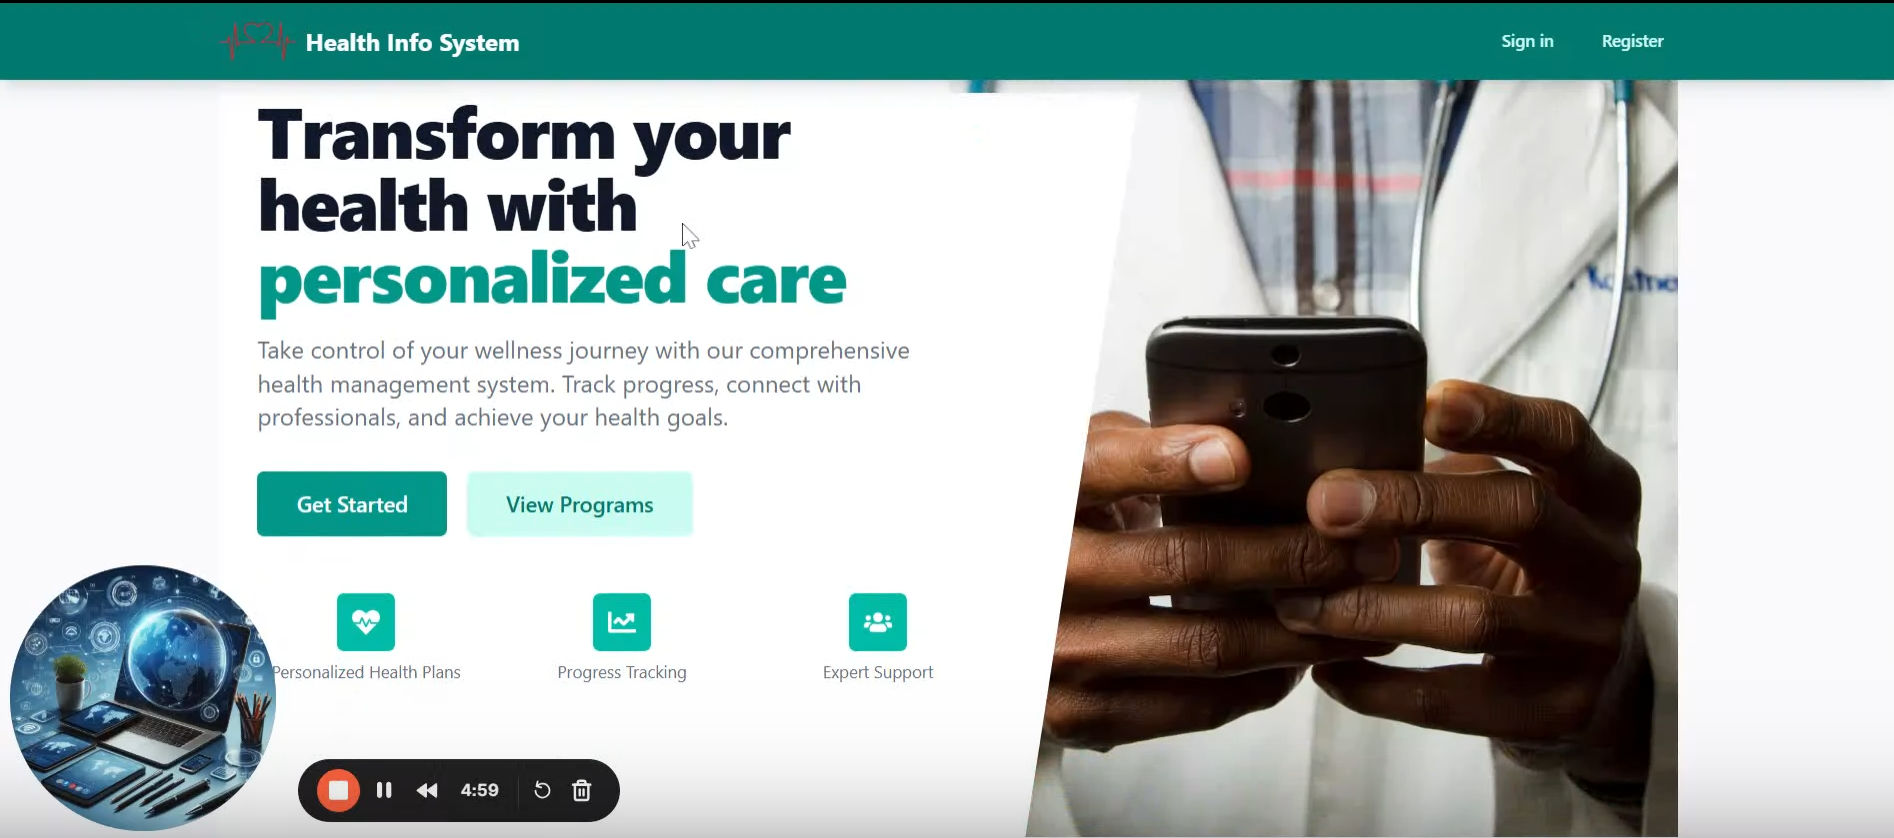 Health Info System
Sign in
Register
Transform your
health with
personalized care
Take control of your wellness journey with our comprehensive
health management system. Track progress, connect with
professionals, and achieve your health goals.
Get Started
View Programs
Personalized Health Plans
Progress Tracking
Expert Support
4:59